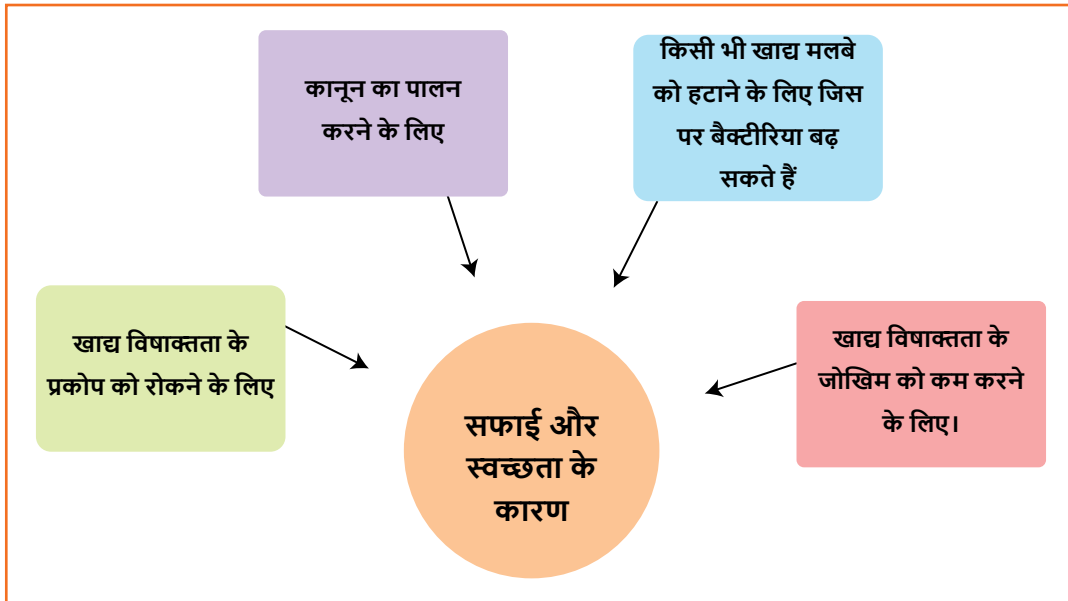 कानून का पालन
करने के लिए
किसी भी खाद्य मलबे
को हटाने के लिए जिस
पर बैक्टीरिया बढ़
सकते हैं
खाद्य विषाक्तता के
प्रकोप को रोकने के लिए
खाद्य विषाक्तता के
जोखिम को कम करने
के लिए।
सफाई और
स्वच्छता के
कारण